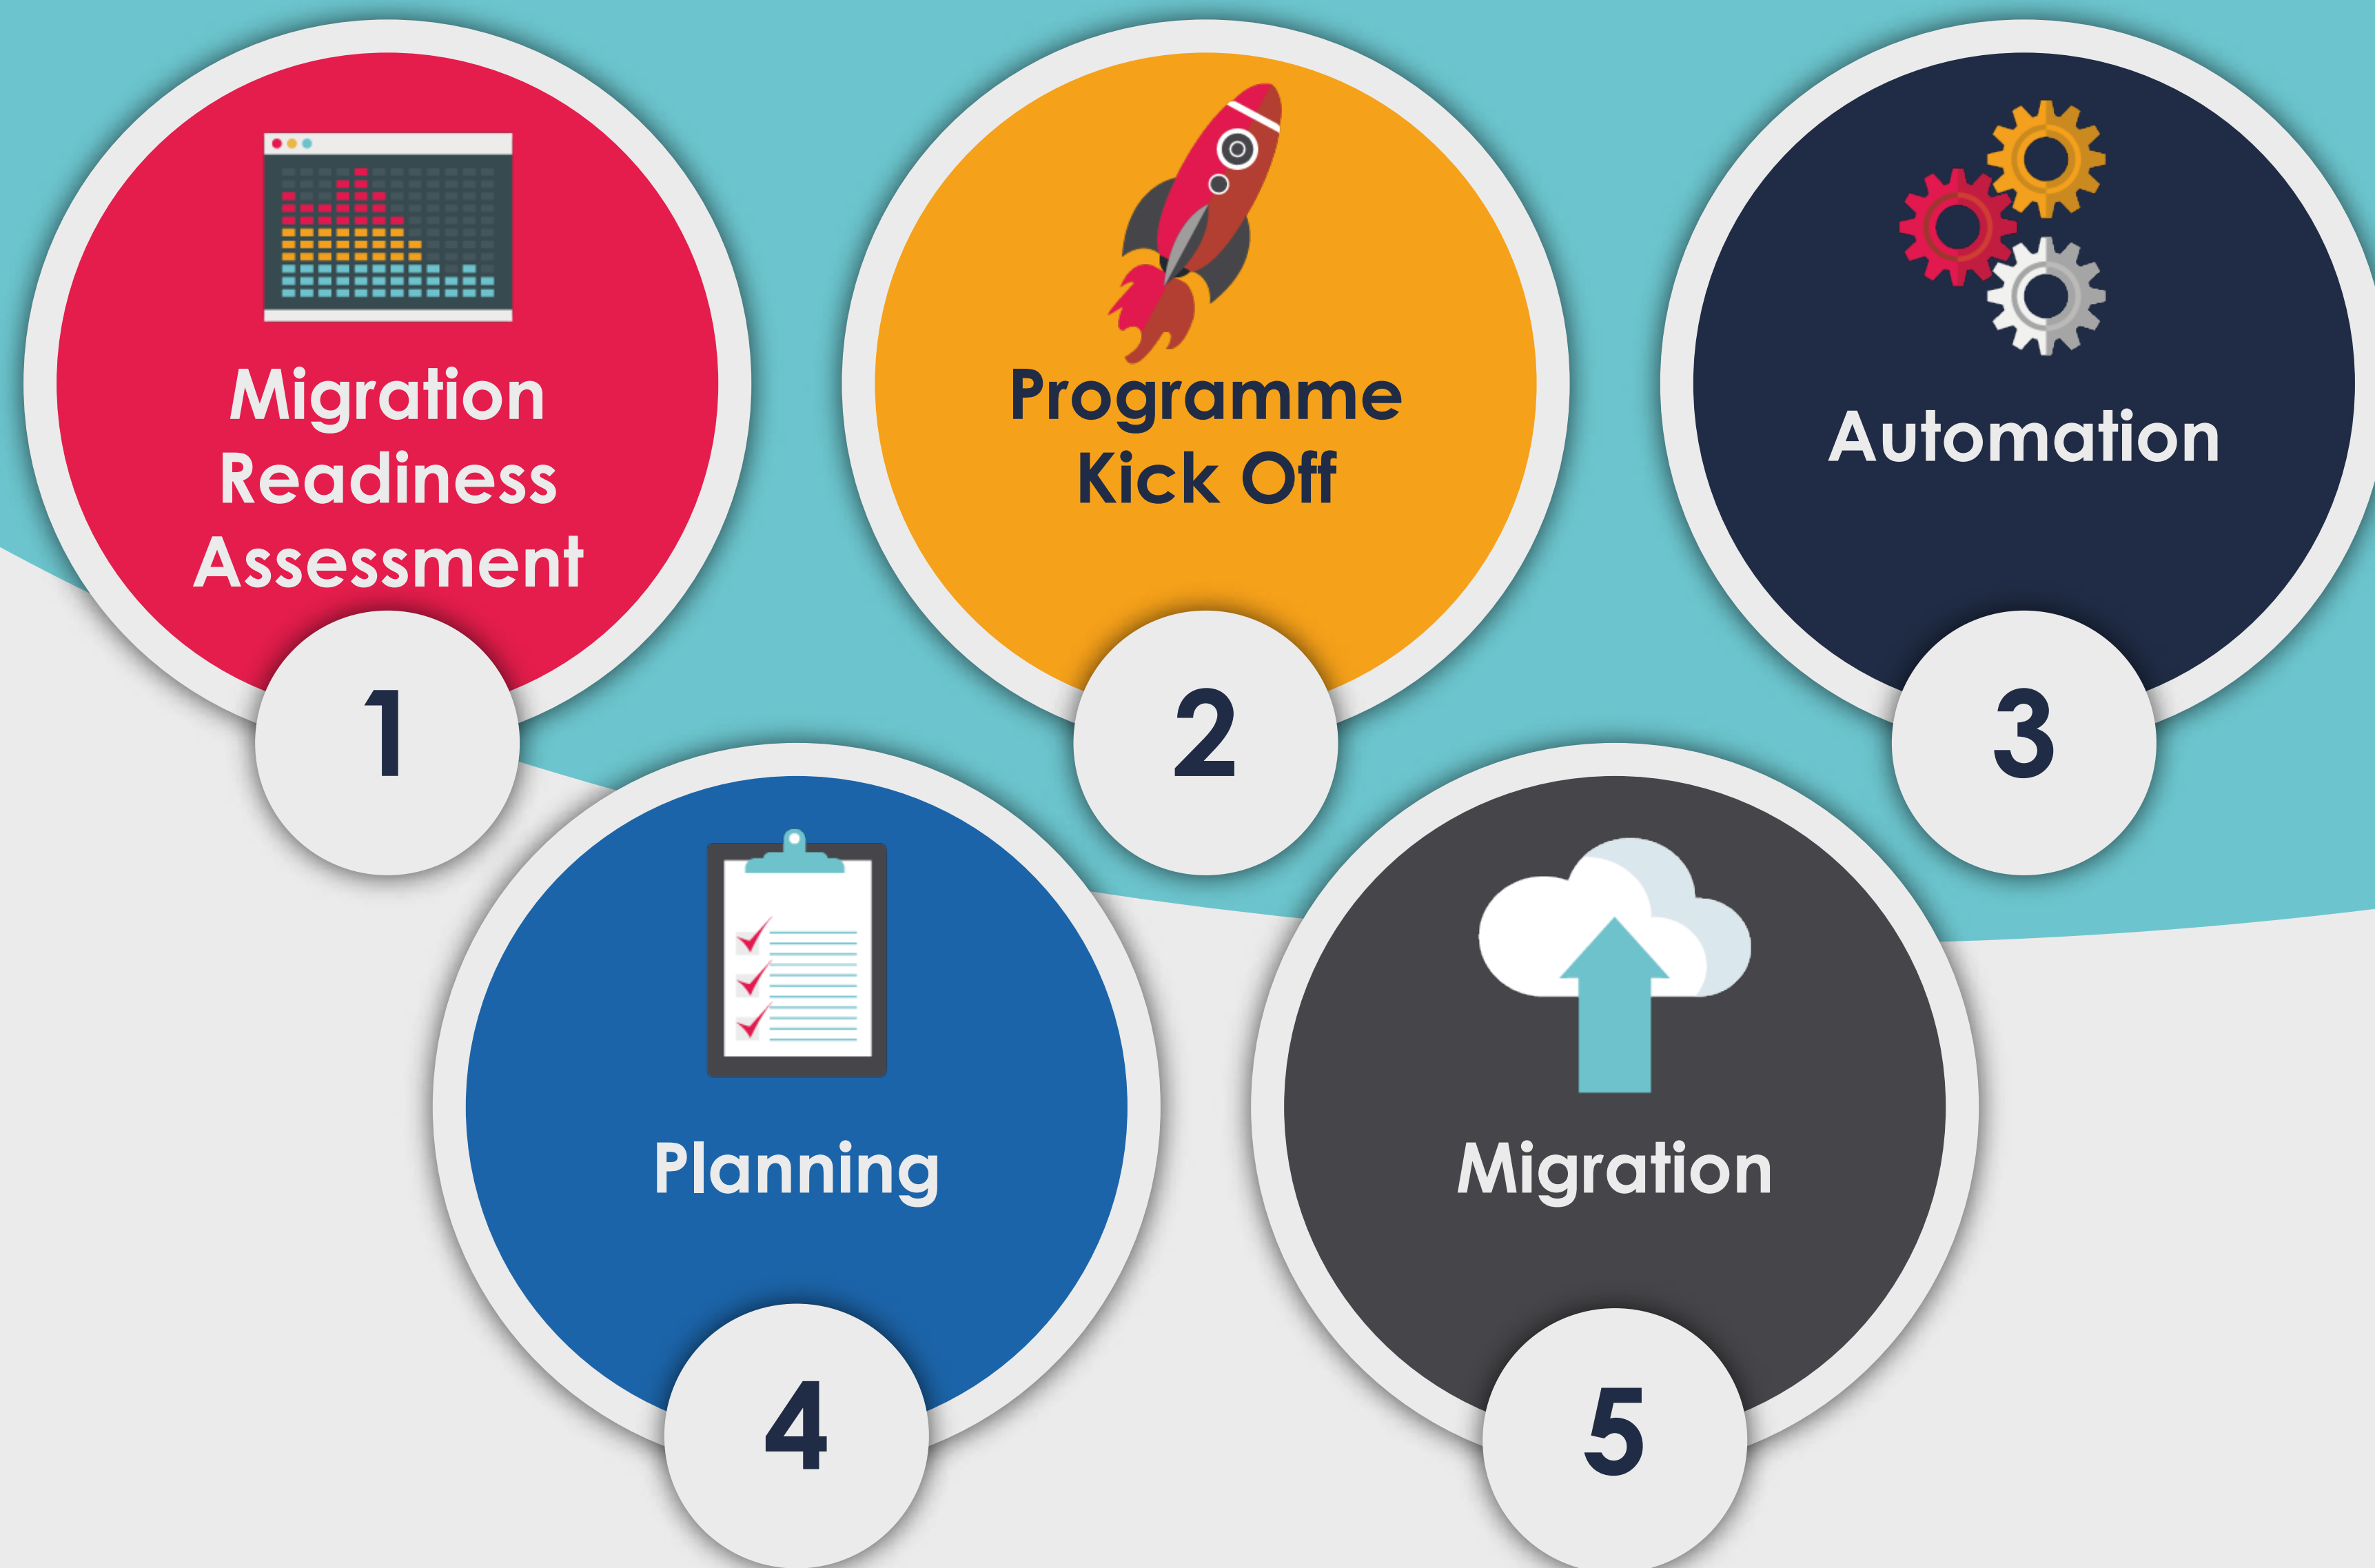 Migration
Readiness
Assessment
1
Programme
Kick Off
2
Automation
3
Planning
4
Migration
5